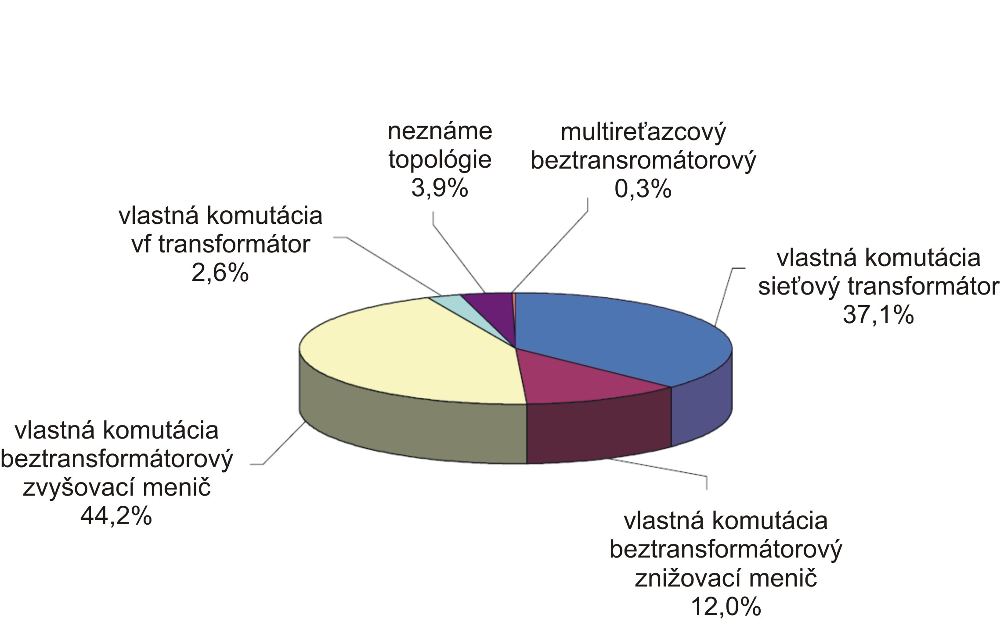 neznáme
topológie
3,9%
multireťazcový
beztransromátorový
0,3%
vlastná komutácia
vf transformátor
2,6%
vlastná komutácia
sieťový transformátor
37,1%
vlastná komutácia
beztransformátorový
zvyšovací menič
44,2%
vlastná komutácia
beztransformátorový
znižovací menič
12,0%